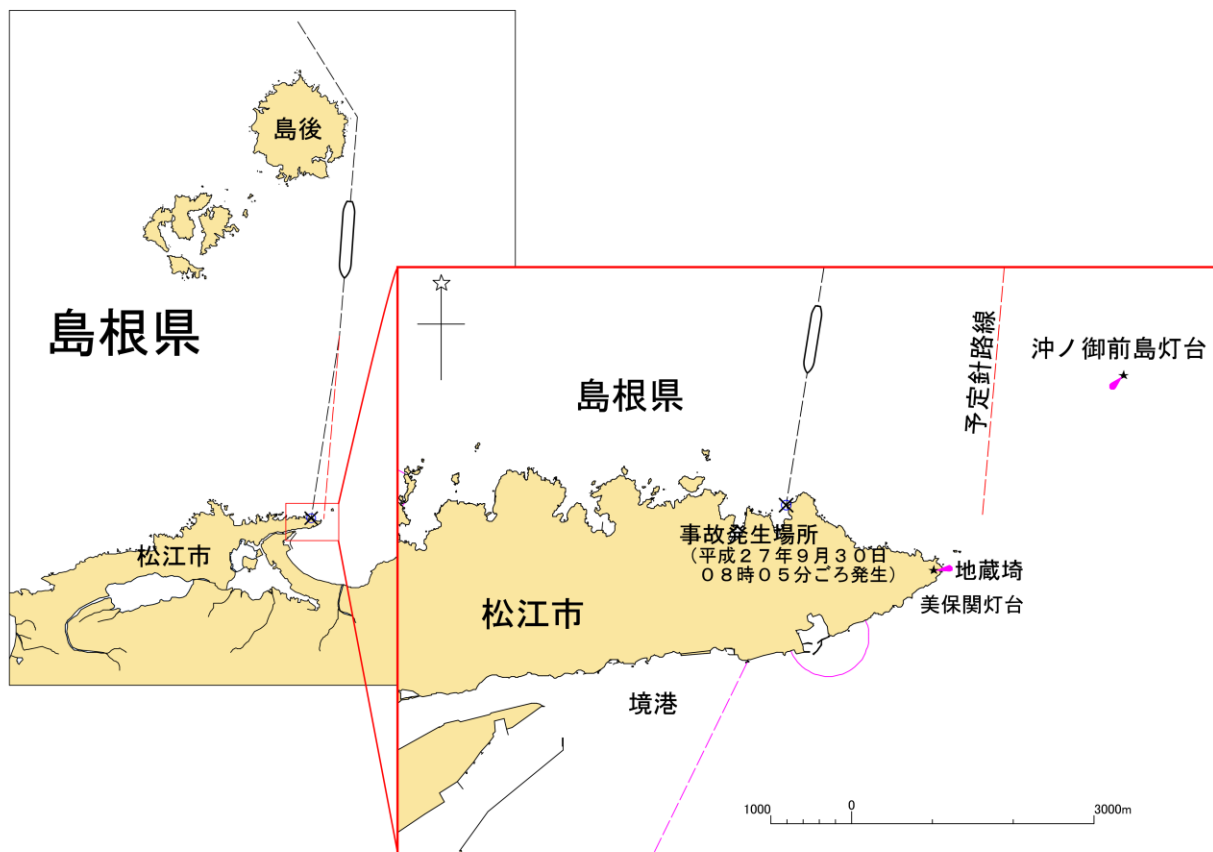 島後
島根県
松江市
島根県
予定針路線
沖ノ御前島灯台
事故発生場所
(平成27年9月30日
08時05分ごろ発生)
地蔵埼
美保関灯台
松江市
境港
1000 0 3000m